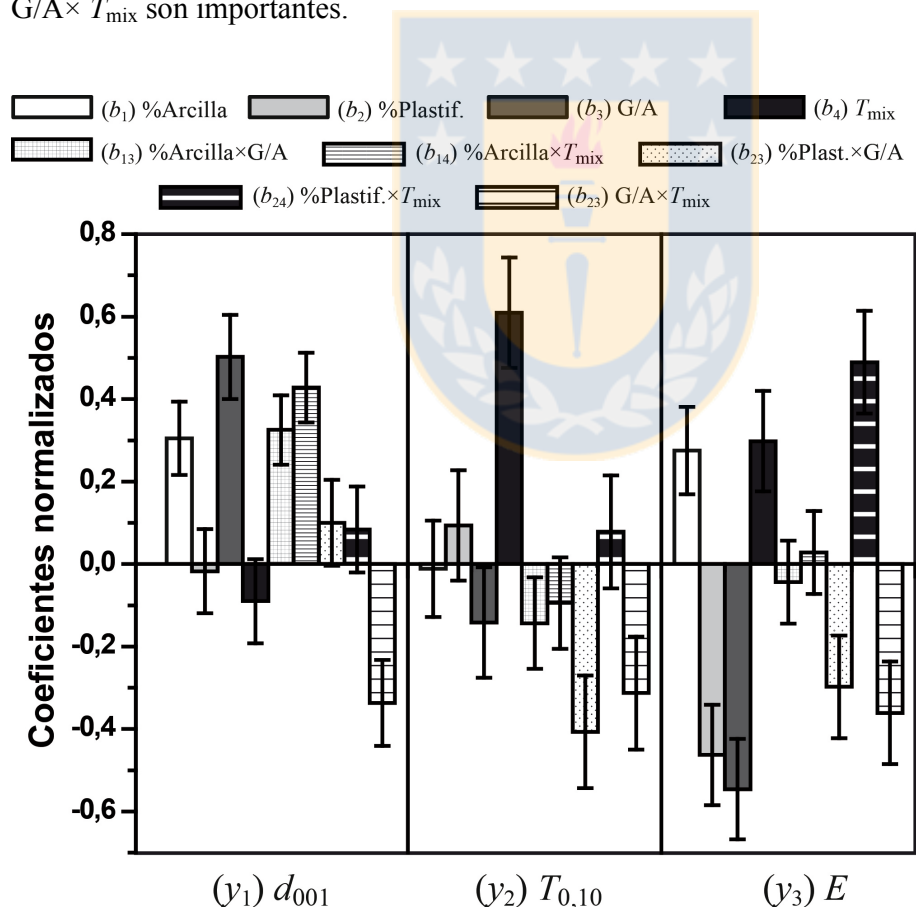 G/A× Tmix son importantes.
(b1) %Arcilla (b2) %Plastif. (b3) G/A (b4) Tmix
(b13) %Arcilla×G/A (b14) %Arcilla×Tmix (b23) %Plast.×G/A
(b24) %Plastif.×Tmix (b23) G/A×Tmix
Coeficientes normalizados
0,8
0,6
0,4
0,2
0,0
-0,2
-0,4
-0,6
(y1) d001 (y2) T0,10 (y3) E